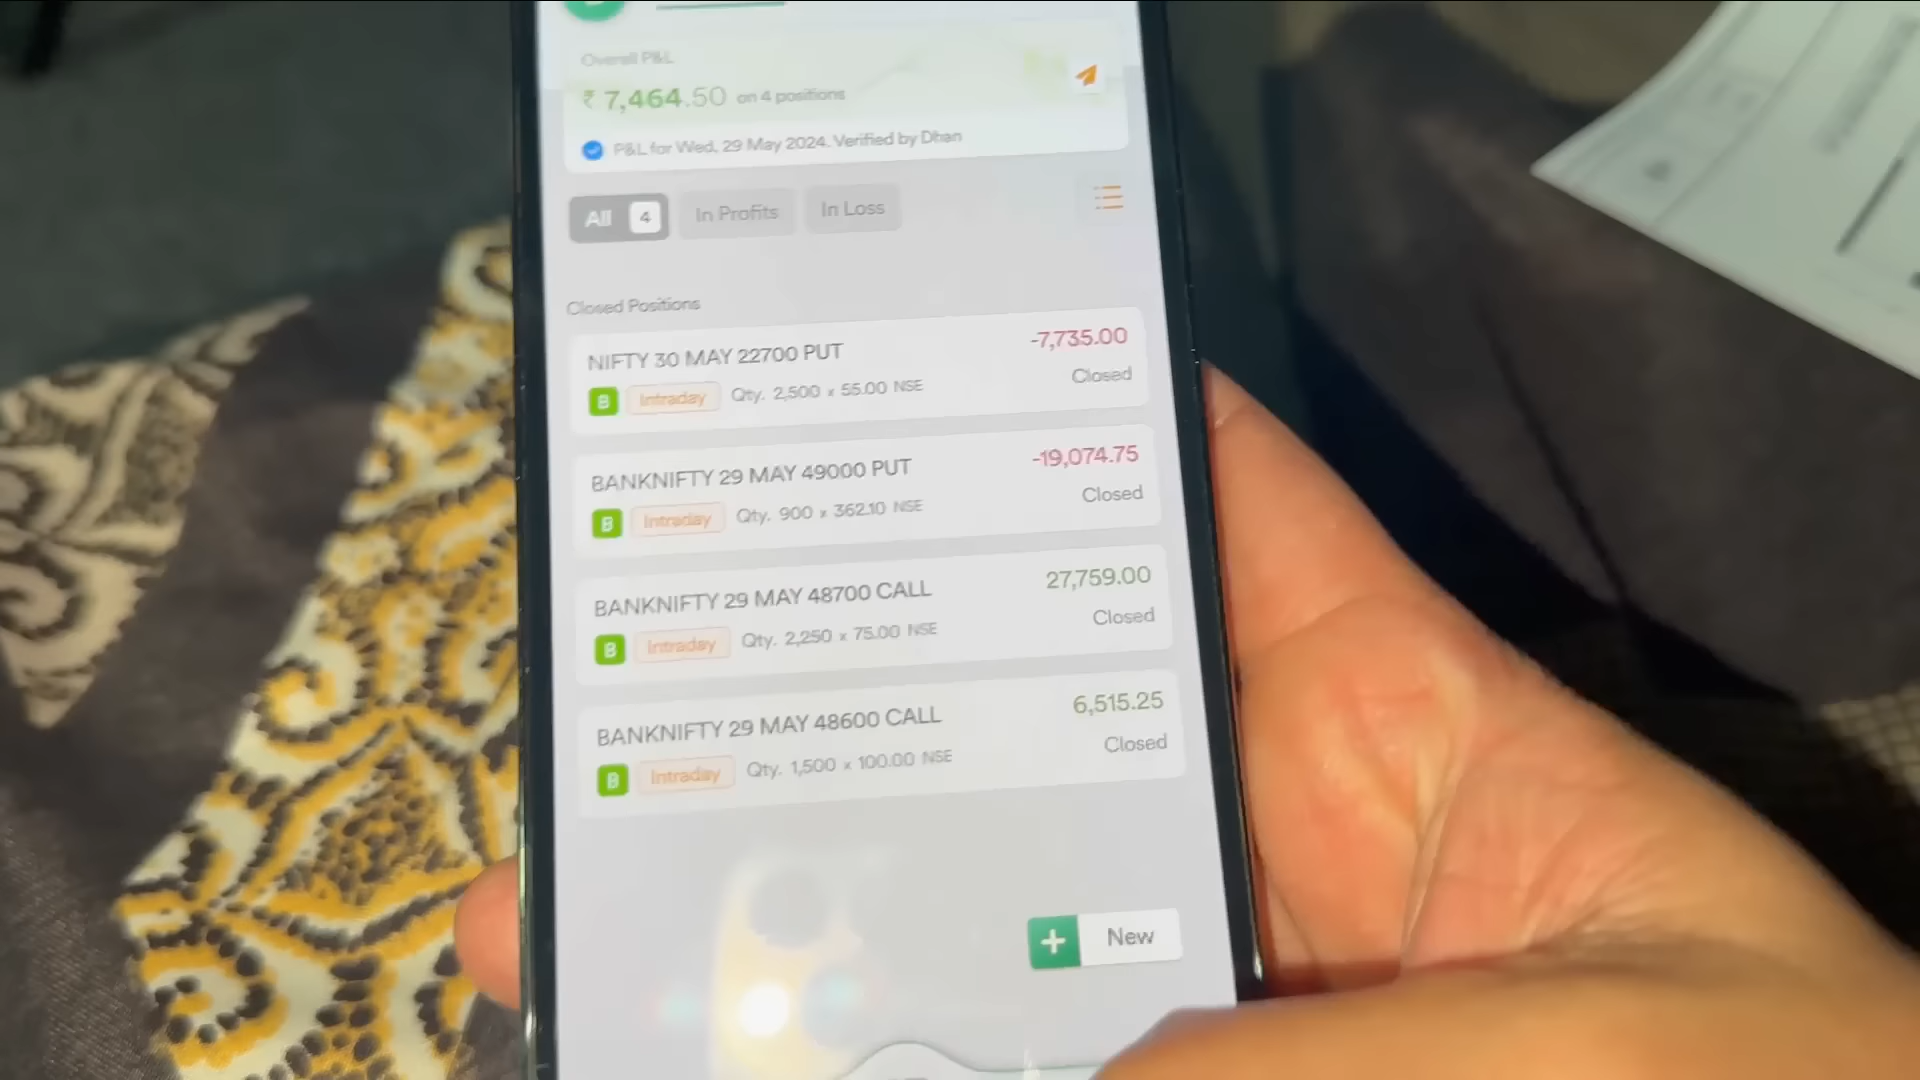 Overall P&L
₹ 7,464.50 on 4 positions
P&L for Wed, 29 May 2024. Verified by Dhan
All 4 In Profits In Loss
Closed Positions
NIFTY 30 MAY 22700 PUT -7,735.00
B Intraday Qty. 2,500 x 55.00 NSE Closed
BANKNIFTY 29 MAY 49000 PUT -19,074.75
B Intraday Qty. 900 x 362.10 NSE Closed
BANKNIFTY 29 MAY 48700 CALL 27,759.00
B Intraday Qty. 2,250 x 75.00 NSE Closed
BANKNIFTY 29 MAY 48600 CALL 6,515.25
B Intraday Qty. 1,500 x 100.00 NSE Closed
+ New